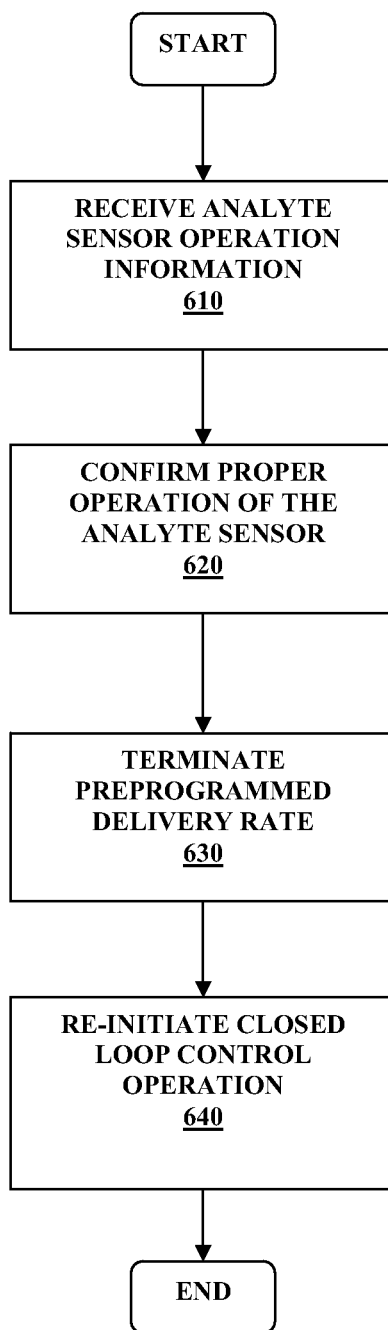 START
RECEIVE ANALYTE
SENSOR OPERATION
INFORMATION
610
CONFIRM PROPER
OPERATION OF THE
ANALYTE SENSOR
620
TERMINATE
PREPROGRAMMED
DELIVERY RATE
630
RE-INITIATE CLOSED
LOOP CONTROL
OPERATION
640
END